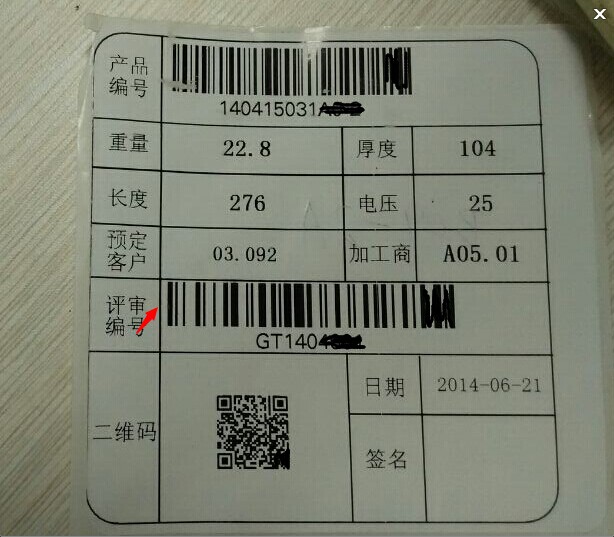 产品
编号
140415031
重量 22.8 厚度 104
长度 276 电压 25
预定
客户 03.092 加工商 A05.01
评审
编号
GT140
二维码
日期 2014-06-21
签名